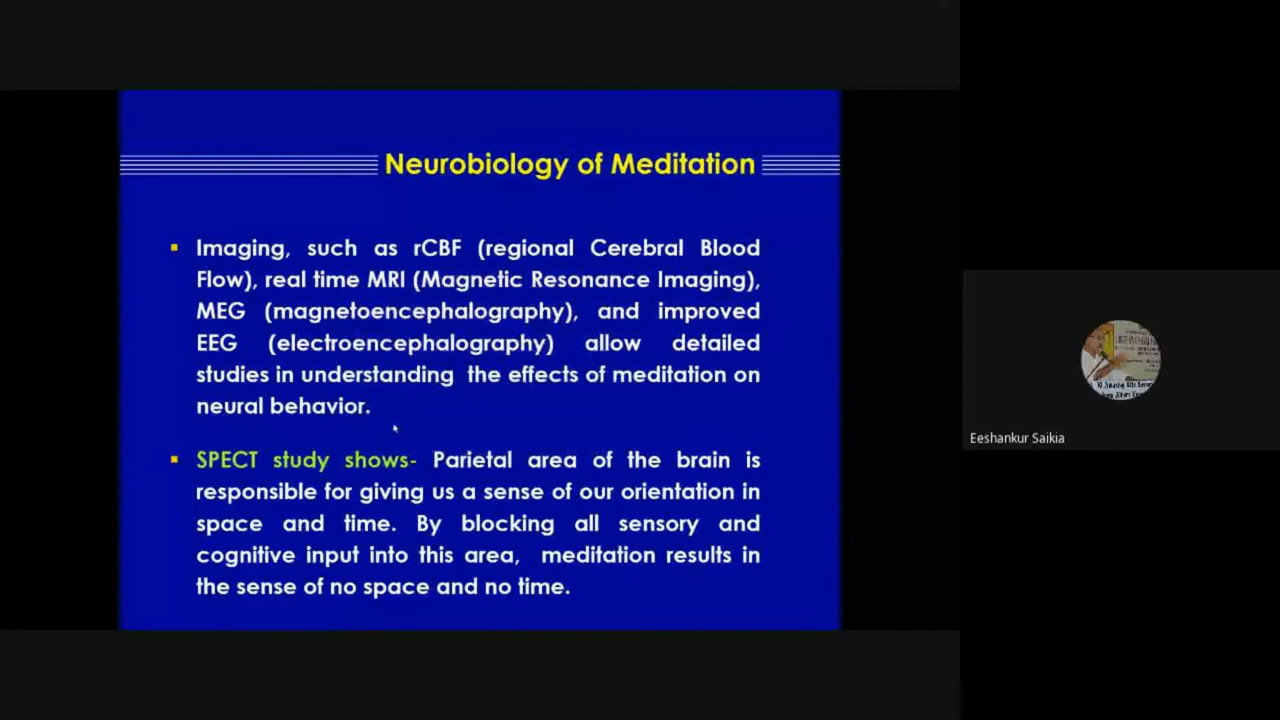 Neurobiology of Meditation
Imaging, such as rCBF (regional Cerebral Blood
Flow), real time MRI (Magnetic Resonance Imaging),
MEG (magnetoencephalography), and improved
EEG (electroencephalography) allow detailed
studies in understanding the effects of meditation on
neural behavior.
SPECT study shows- Parietal area of the brain is
responsible for giving us a sense of our orientation in
space and time. By blocking all sensory and
cognitive input into this area, meditation results in
the sense of no space and no time.
Eeshankur Saikia